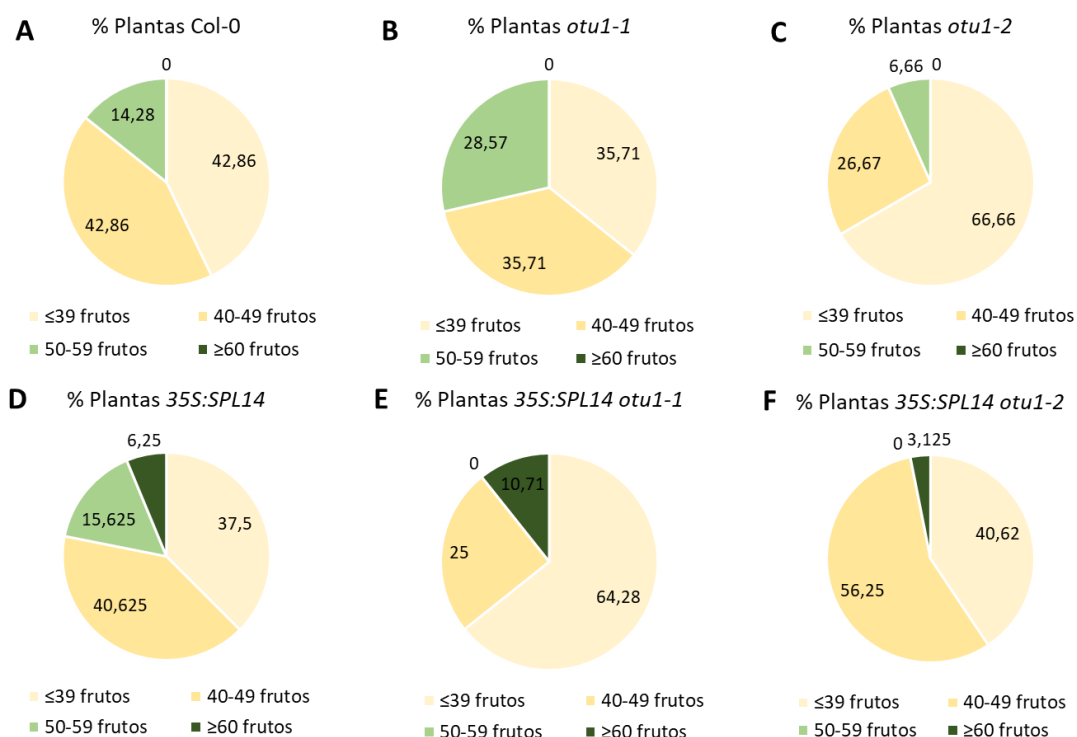 A % Plantas Col-0
0
14,28
42,86
42,86
≤39 frutos 40-49 frutos
50-59 frutos ≥60 frutos
B % Plantas otu1-1
0
28,57
35,71
35,71
≤39 frutos 40-49 frutos
50-59 frutos ≥60 frutos
C % Plantas otu1-2
6,66 0
26,67
66,66
≤39 frutos 40-49 frutos
50-59 frutos ≥60 frutos
D % Plantas 35S:SPL14
6,25
15,625
37,5
40,625
≤39 frutos 40-49 frutos
50-59 frutos ≥60 frutos
E % Plantas 35S:SPL14 otu1-1
0
10,71
25
64,28
≤39 frutos 40-49 frutos
50-59 frutos ≥60 frutos
F % Plantas 35S:SPL14 otu1-2
0 3,125
40,62
56,25
≤39 frutos 40-49 frutos
50-59 frutos ≥60 frutos